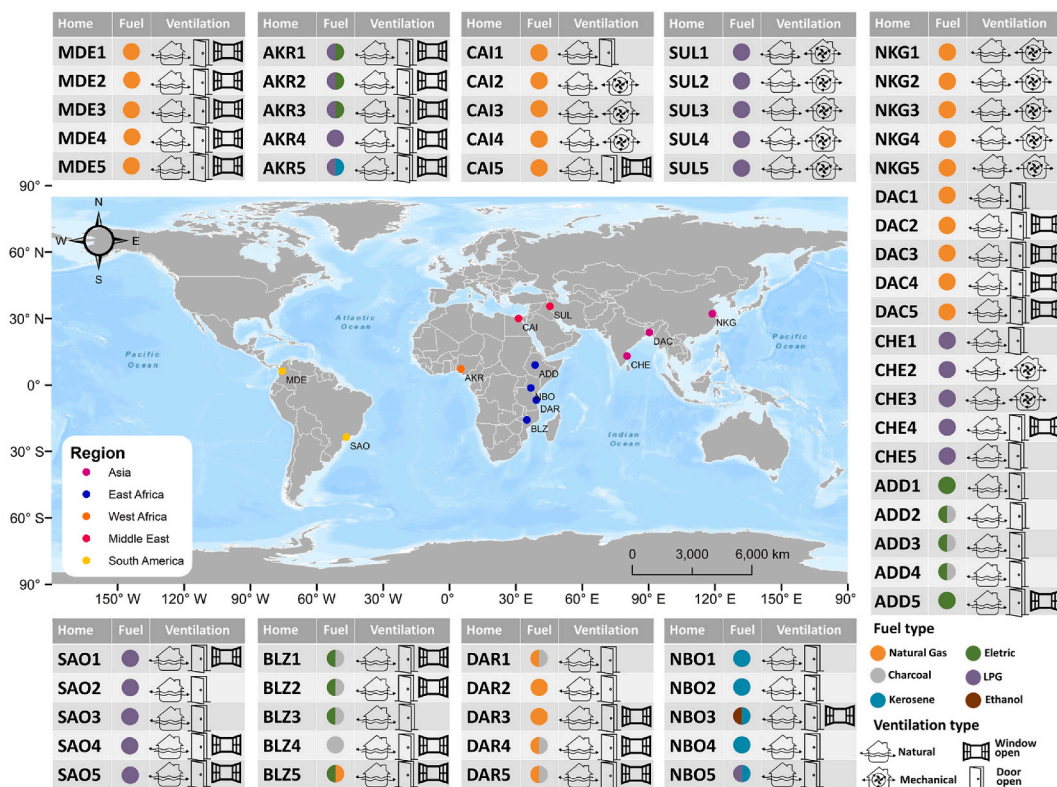 Home Fuel Ventilation
MDE1
MDE2
MDE3
MDE4
MDE5
Home Fuel Ventilation
AKR1
AKR2
AKR3
AKR4
AKR5
Home Fuel Ventilation
CAI1
CAI2
CAI3
CAI4
CAI5
Home Fuel Ventilation
SUL1
SUL2
SUL3
SUL4
SUL5
Home Fuel Ventilation
NKG1
NKG2
NKG3
NKG4
NKG5
DAC1
DAC2
DAC3
DAC4
DAC5
CHE1
CHE2
CHE3
CHE4
CHE5
ADD1
ADD2
ADD3
ADD4
ADD5
90°
60° N
30° N
0°
30° S
60° S
90°
N
W E
S
Atlantic
Ocean
Pacific
Ocean
Pacific
Ocean
Indian
Ocean
SUL
CAI
NKG
DAC
CHE
ADD
AKR
NBO
DAR
BLZ
MDE
SAO
Region
Asia
East Africa
West Africa
Middle East
South America
0 3,000 6,000 km
150° W 90° W 30° W 0° 30° E 60° E 120° E 150° E 90°
Home Fuel Ventilation
SAO1
SAO2
SAO3
SAO4
SAO5
Home Fuel Ventilation
BLZ1
BLZ2
BLZ3
BLZ4
BLZ5
Home Fuel Ventilation
DAR1
DAR2
DAR3
DAR4
DAR5
Home Fuel Ventilation
NBO1
NBO2
NBO3
NBO4
NBO5
Fuel type
Natural Gas Eletric
Charcoal LPG
Kerosene Ethanol
Ventilation type
Natural
Window
open
Mechanical
Door
open